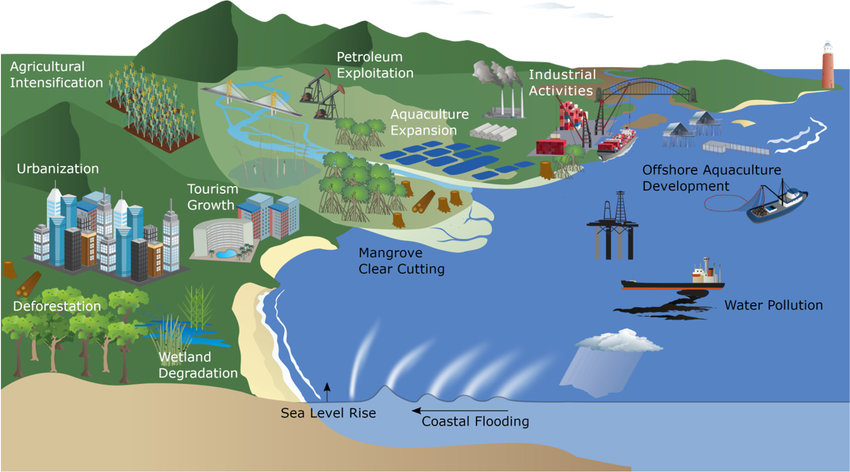 Agricultural
Intensification
Petroleum
Exploitation
Industrial
Activities
Aquaculture
Expansion
Urbanization
Tourism
Growth
Offshore Aquaculture
Development
Mangrove
Clear Cutting
Deforestation
Water Pollution
Wetland
Degradation
Sea Level Rise
Coastal Flooding